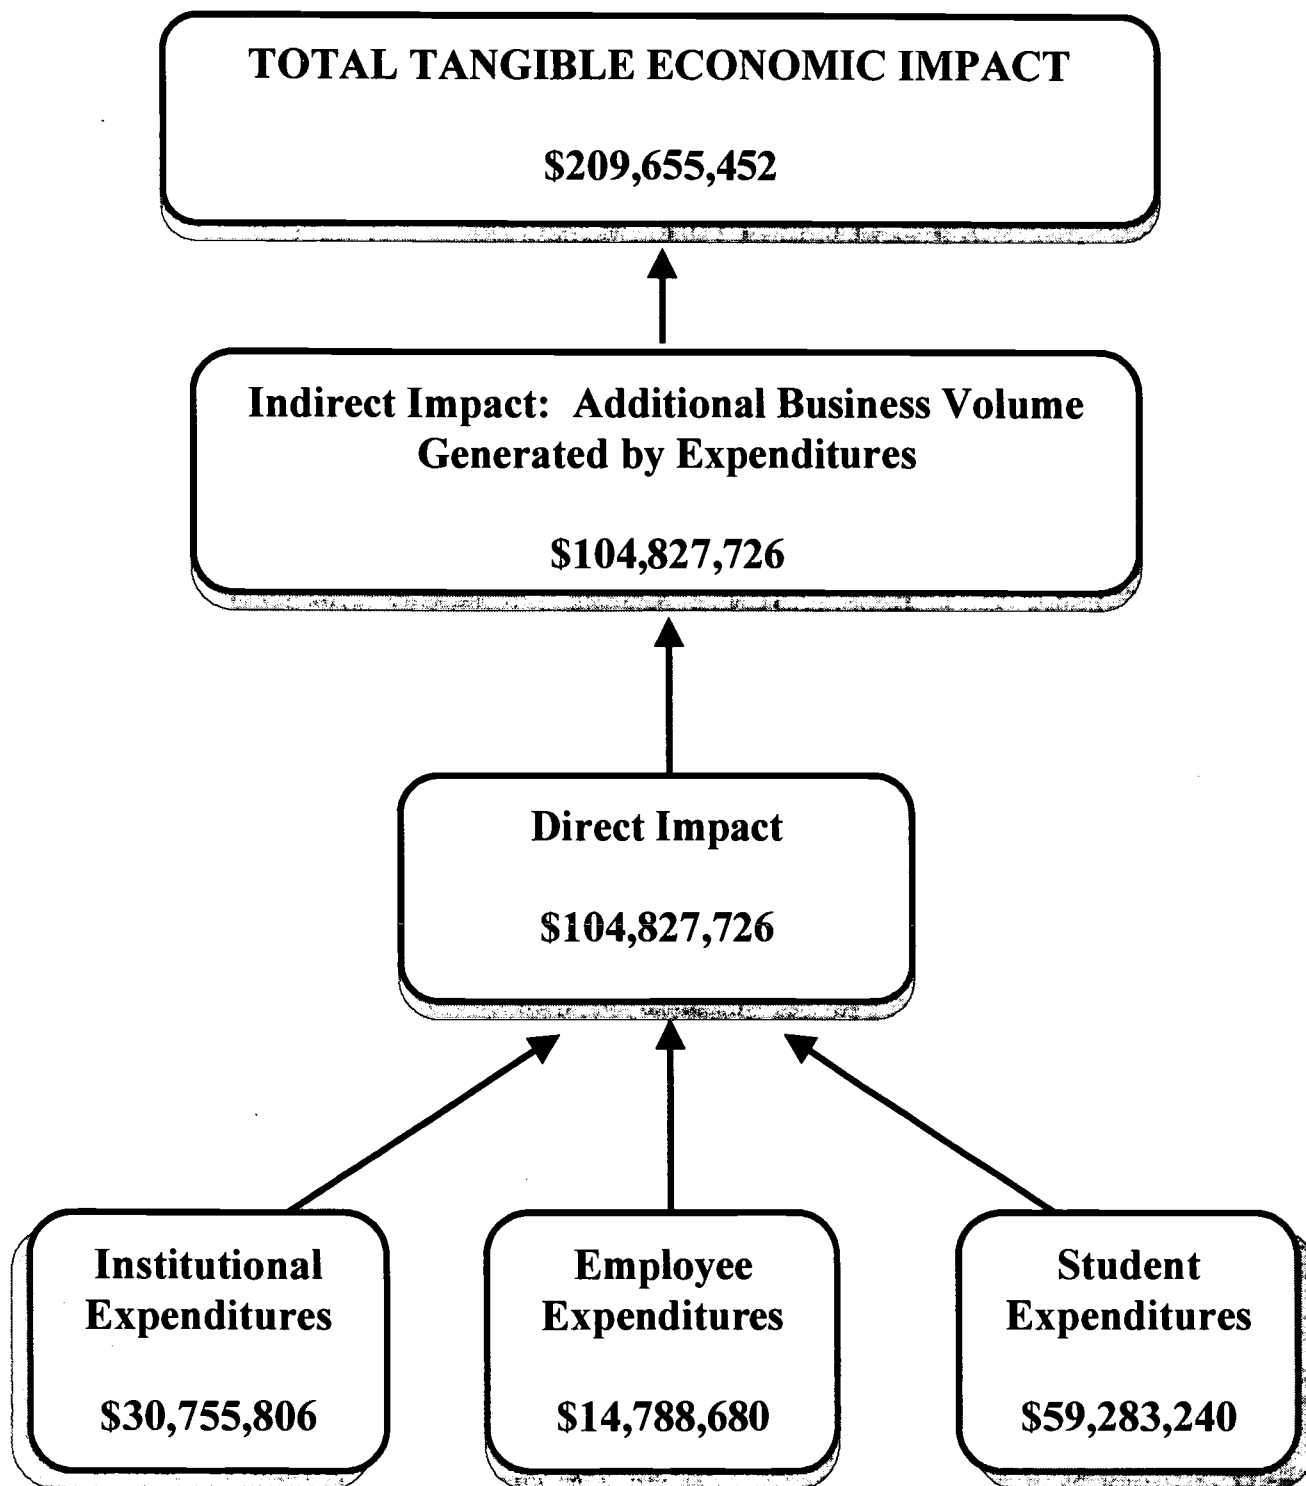 TOTAL TANGIBLE ECONOMIC IMPACT
$209,655,452
Indirect Impact: Additional Business Volume
Generated by Expenditures
$104,827,726
Direct Impact
$104,827,726
Institutional
Expenditures
$30,755,806
Employee
Expenditures
$14,788,680
Student
Expenditures
$59,283,240